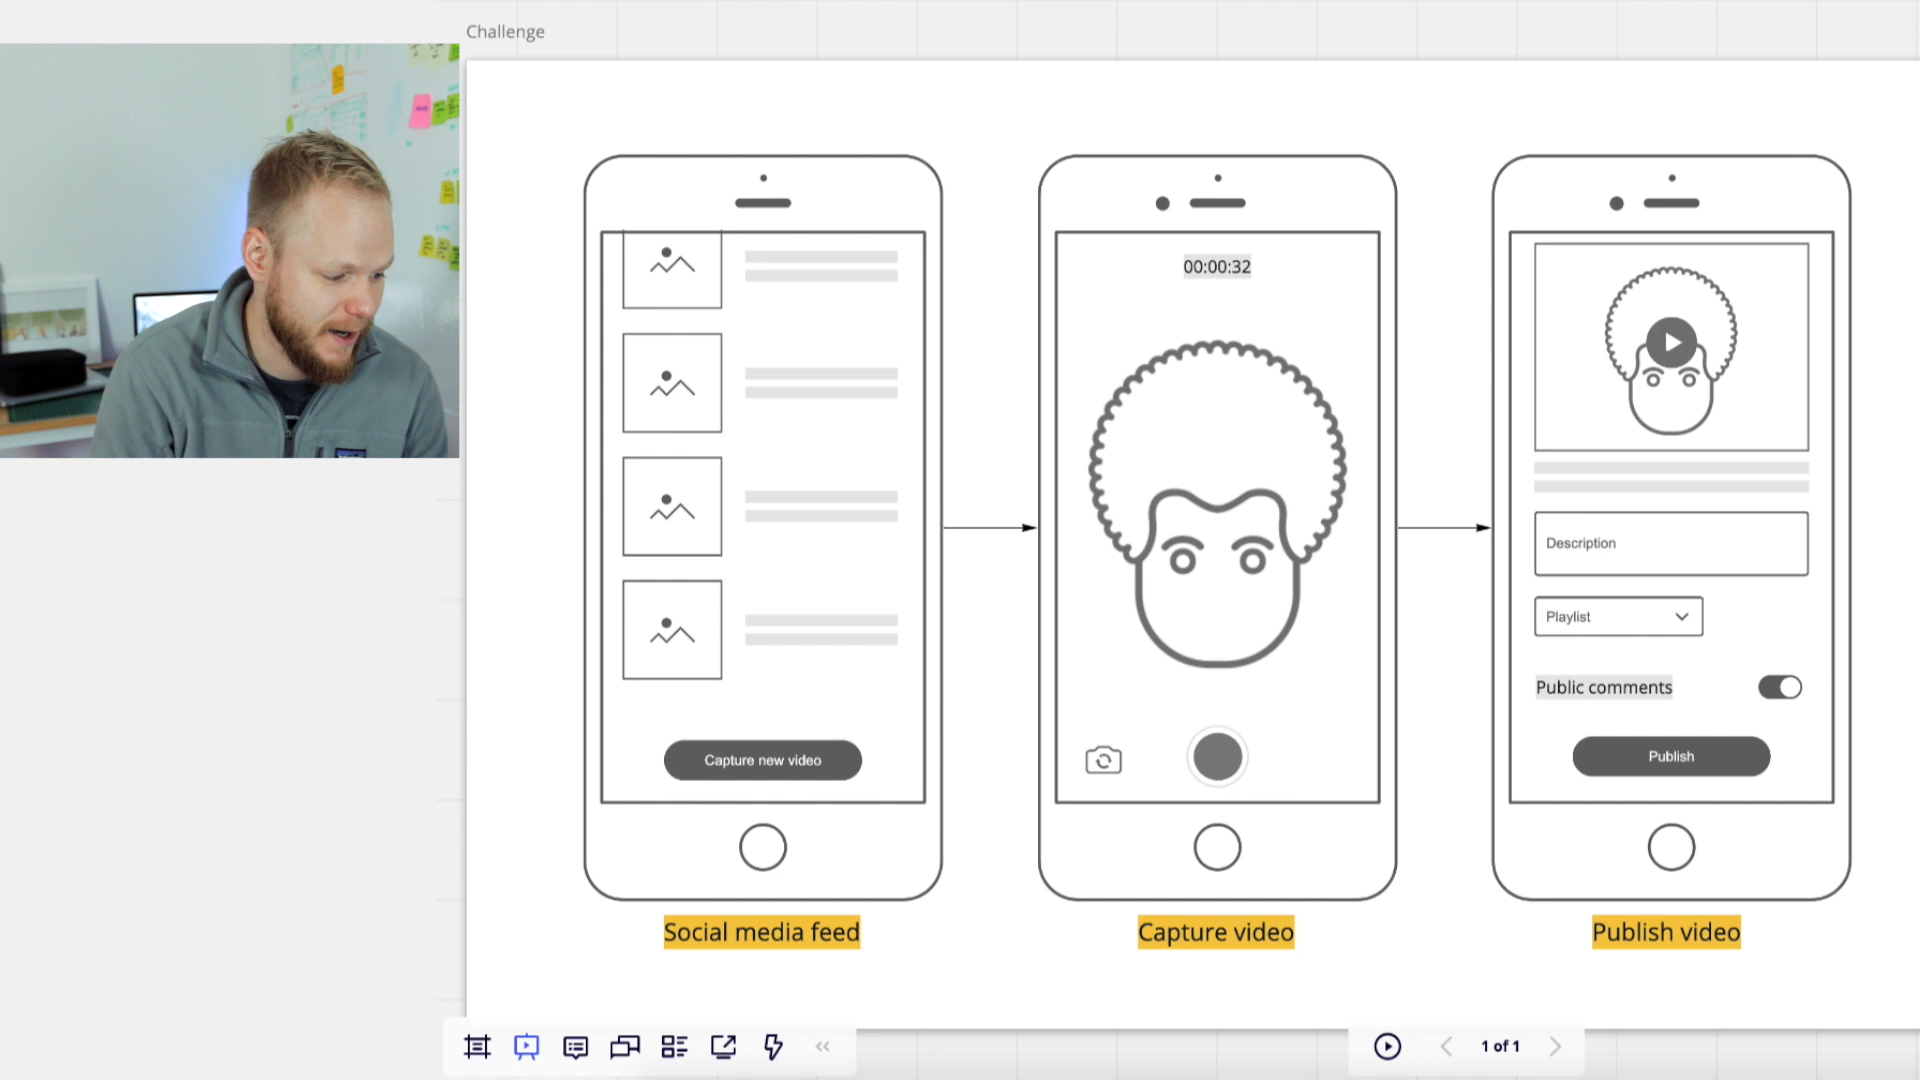 Challenge
00:00:32
Description
Playlist
Public comments
Capture new video
Publish
Social media feed
Capture video
Publish video
1 of 1